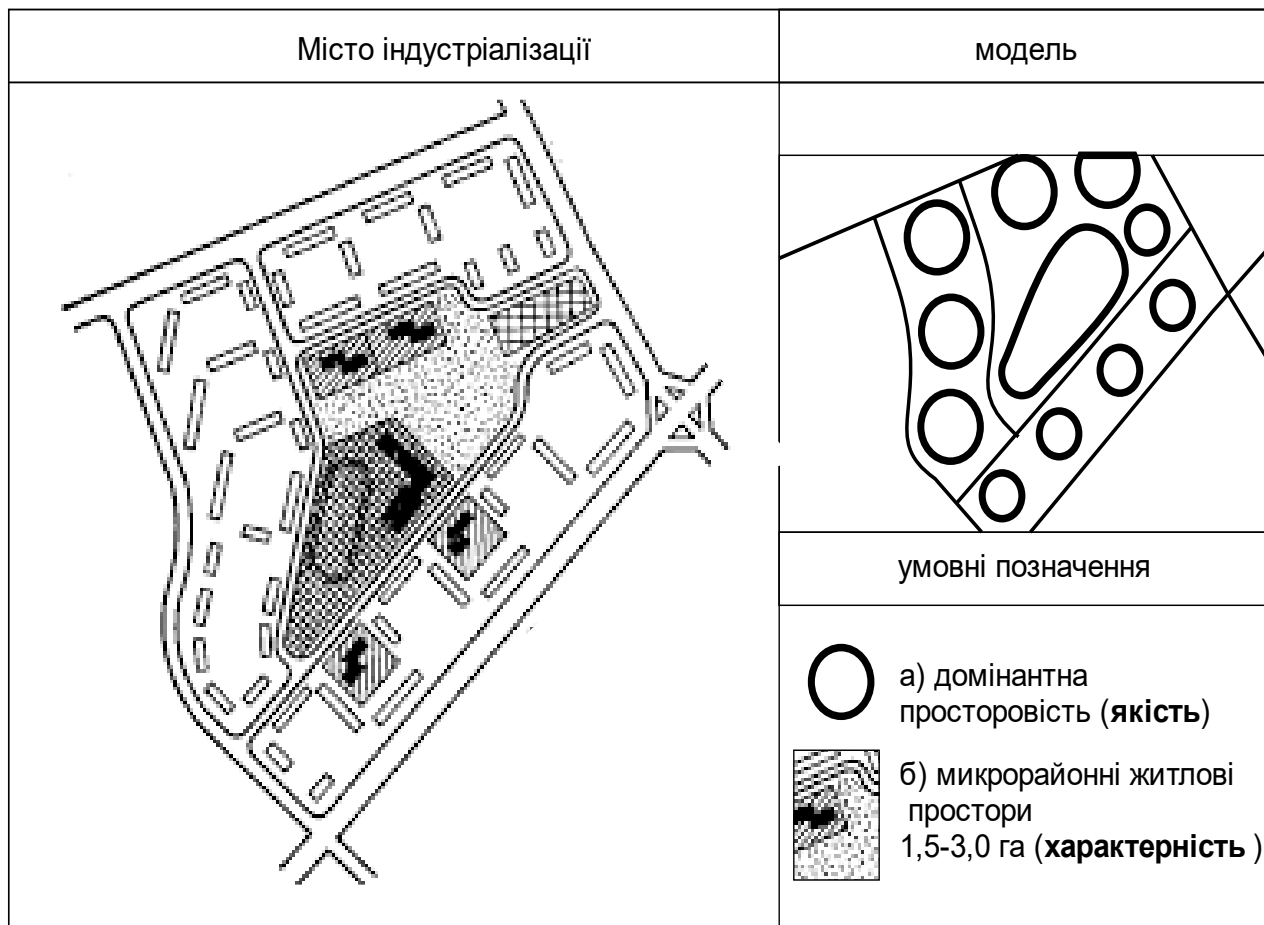 Місто індустріалізації
модель
умовні позначення
а) домінантна
просторовість (якість)
б) микрорайонні житлові
простори
1,5-3,0 га (характерність )